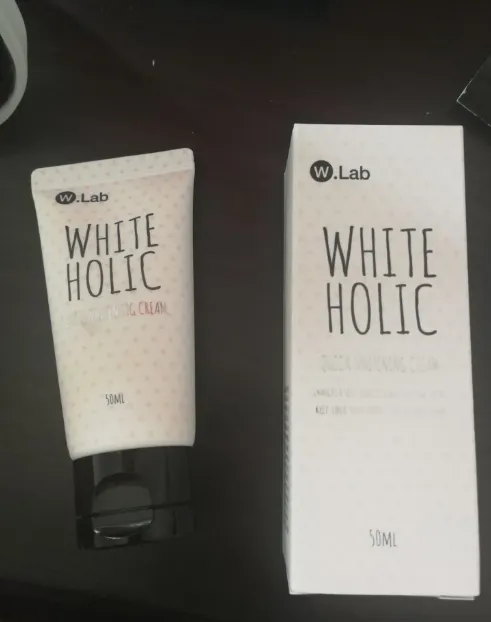 W.Lab
WHITE
HOLIC
CREAM
50ML
W.Lab
WHITE
HOLIC
QUICK WHITENING CREAM
50ML